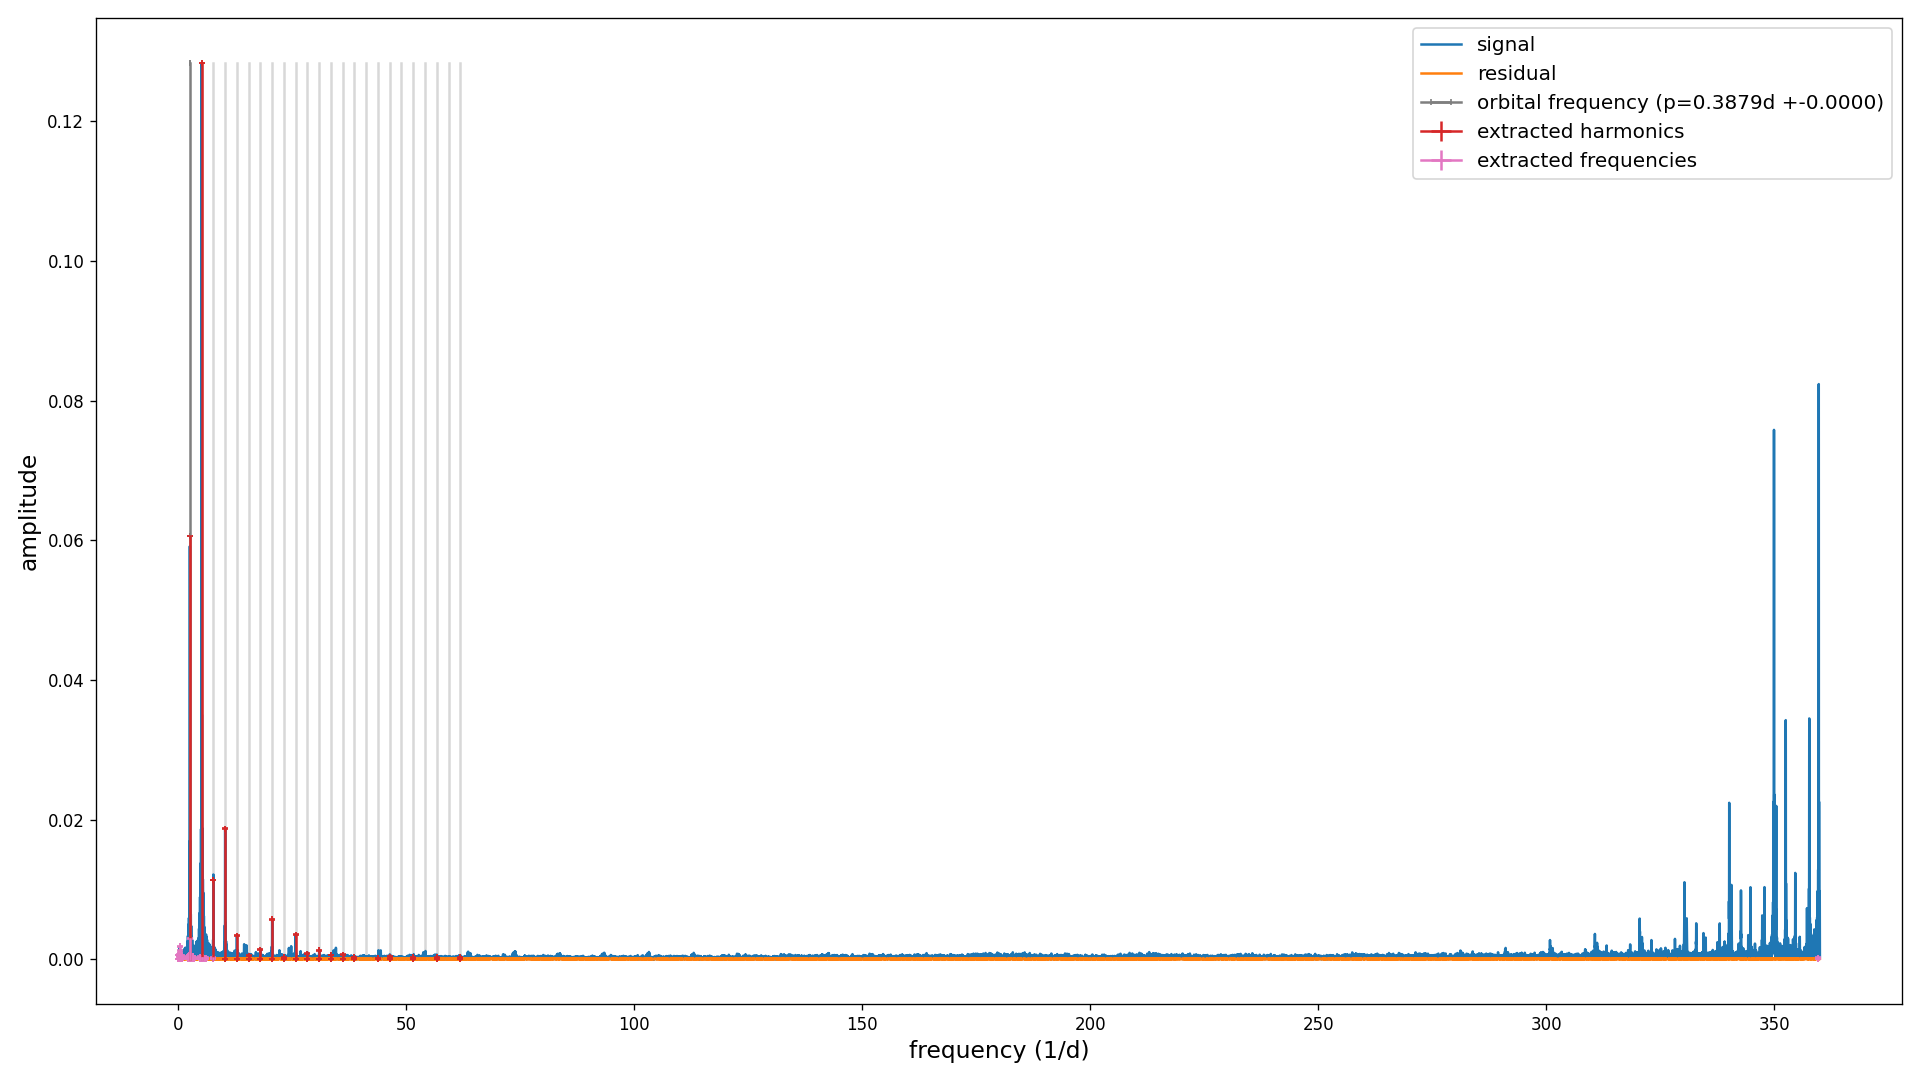 signal
residual
orbital frequency (p=0.3879d +-0.0000)
extracted harmonics
extracted frequencies
amplitude
0.12
0.10
0.08
0.06
0.04
0.02
0.00
0 50 100 150 200 250 300 350
frequency (1/d)